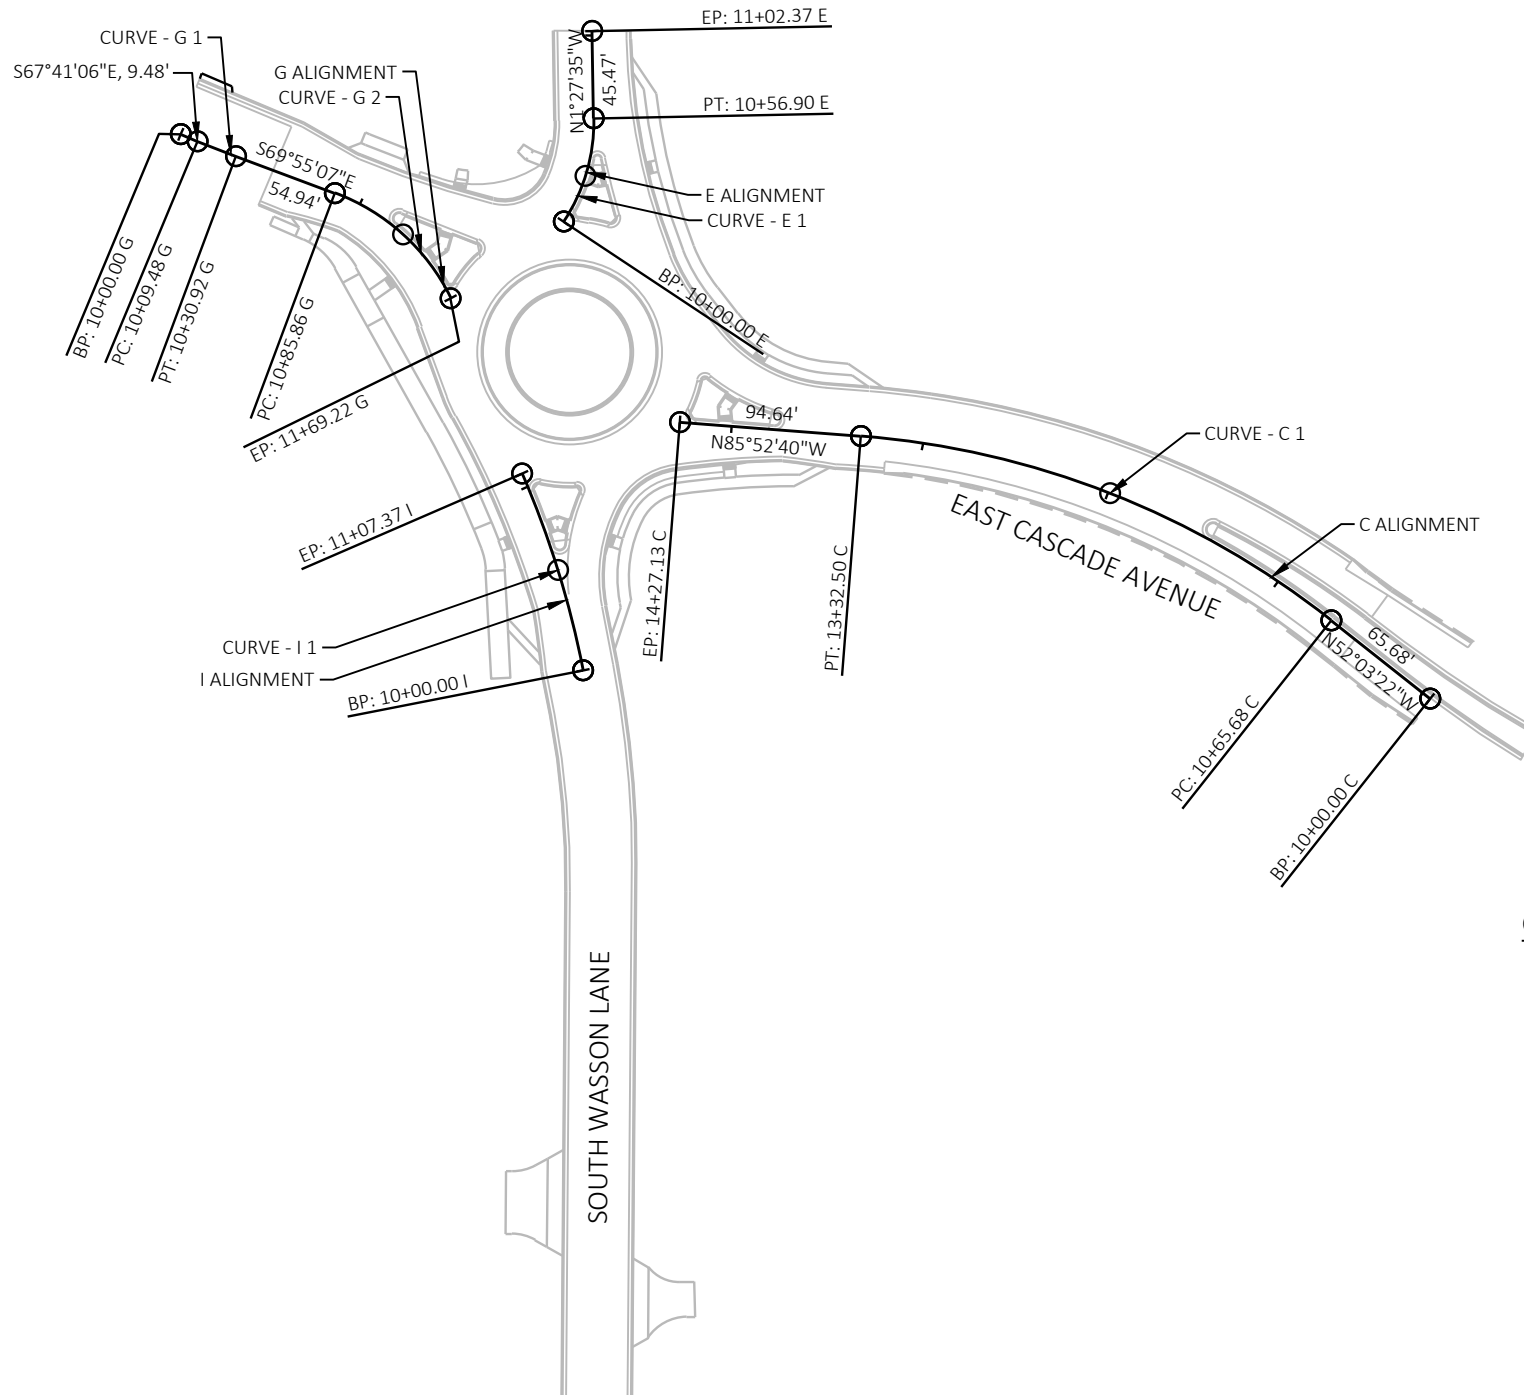 EP: 11+02.37 E
CURVE - G 1
S67°41'06"E, 9.48'
G ALIGNMENT
CURVE - G 2
N1°27'35"W
45.47'
PT: 10+56.90 E
S69°55'07"E
54.94'
E ALIGNMENT
CURVE - E 1
BP: 10+00.00 G
PC: 10+09.48 G
PT: 10+30.92 G
PC: 10+85.86 G
EP: 11+69.22 G
BP: 10+00.00 E
94.64'
N85°52'40"W
CURVE - C 1
EAST CASCADE AVENUE
C ALIGNMENT
EP: 11+07.37 I
EP: 14+27.13 C
PT: 13+32.50 C
CURVE - I 1
I ALIGNMENT
BP: 10+00.00 I
65.68'
N52°03'22"W
PC: 10+65.68 C
BP: 10+00.00 C
SOUTH WASSON LANE